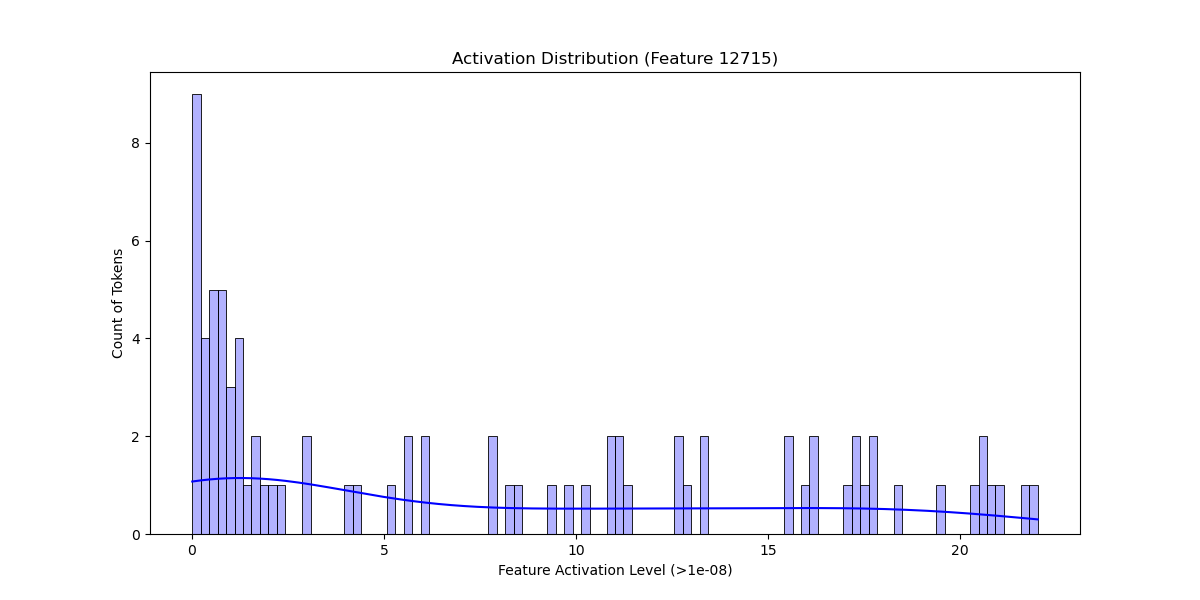 Activation Distribution (Feature 12715)
Count of Tokens
8
6
4
2
0
0 5 10 15 20
Feature Activation Level (>1e-08)